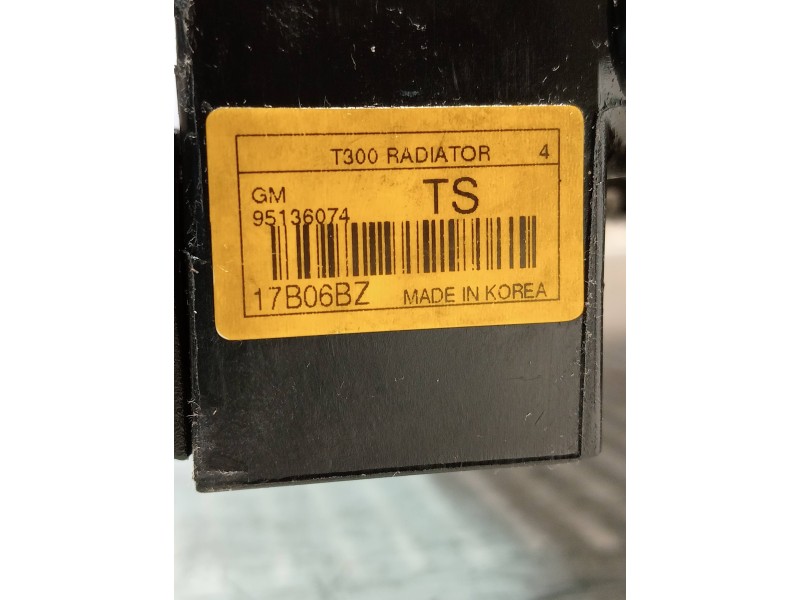 T300 RADIATOR 4
GM TS
95136074
17B06BZ MADE IN KOREA